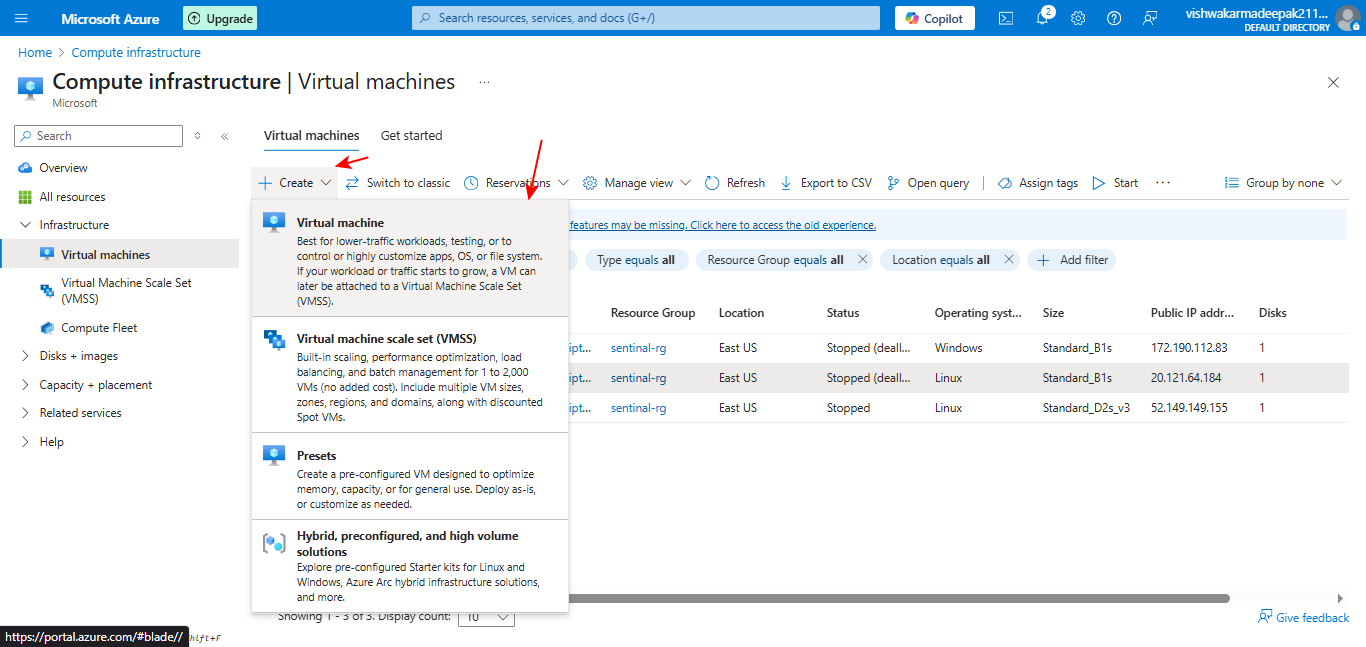 Microsoft Azure
Upgrade
Search resources, services, and docs (G+/)
Copilot
2
vishwakarmadeepak211...
DEFAULT DIRECTORY
Home > Compute infrastructure
Compute infrastructure | Virtual machines
...
Microsoft
Search
Overview
All resources
Infrastructure
Virtual machines
Virtual Machine Scale Set
(VMSS)
Compute Fleet
Disks + images
Capacity + placement
Related services
Help
Virtual machines
Get started
Create
Switch to classic
Reservations
Manage view
Refresh
Export to CSV
Open query
Assign tags
Start
...
Group by none
Virtual machine
Best for lower-traffic workloads, testing, or to
control or highly customize apps, OS, or file system.
If your workload or traffic starts to grow, a VM can
later be attached to a Virtual Machine Scale Set
(VMSS).
Virtual machine scale set (VMSS)
Built-in scaling, performance optimization, load
balancing, and batch management for 1 to 2,000
VMs (no added cost). Include multiple VM sizes,
zones, regions, and domains, along with discounted
Spot VMs.
Presets
Create a pre-configured VM designed to optimize
memory, capacity, or for general use. Deploy as-is,
or customize as needed.
Hybrid, preconfigured, and high volume
solutions
Explore pre-configured Starter kits for Linux and
Windows, Azure Arc hybrid infrastructure solutions,
and more.
features may be missing. Click here to access the old experience.
Type equals all
Resource Group equals all
Location equals all
Add filter
Resource Group Location Status Operating syst... Size Public IP addr... Disks
ipt... sentinal-rg East US Stopped (deall... Windows Standard_B1s 172.190.112.83 1
sentinal-rg East US Stopped (deall... Linux Standard_B1s 20.121.64.184 1
ipt... sentinal-rg East US Stopped Linux Standard_D2s_v3 52.149.149.155 1
Showing 1 - 3 of 3. Display count: 10
Give feedback
https://portal.azure.com/#blade// hift+F